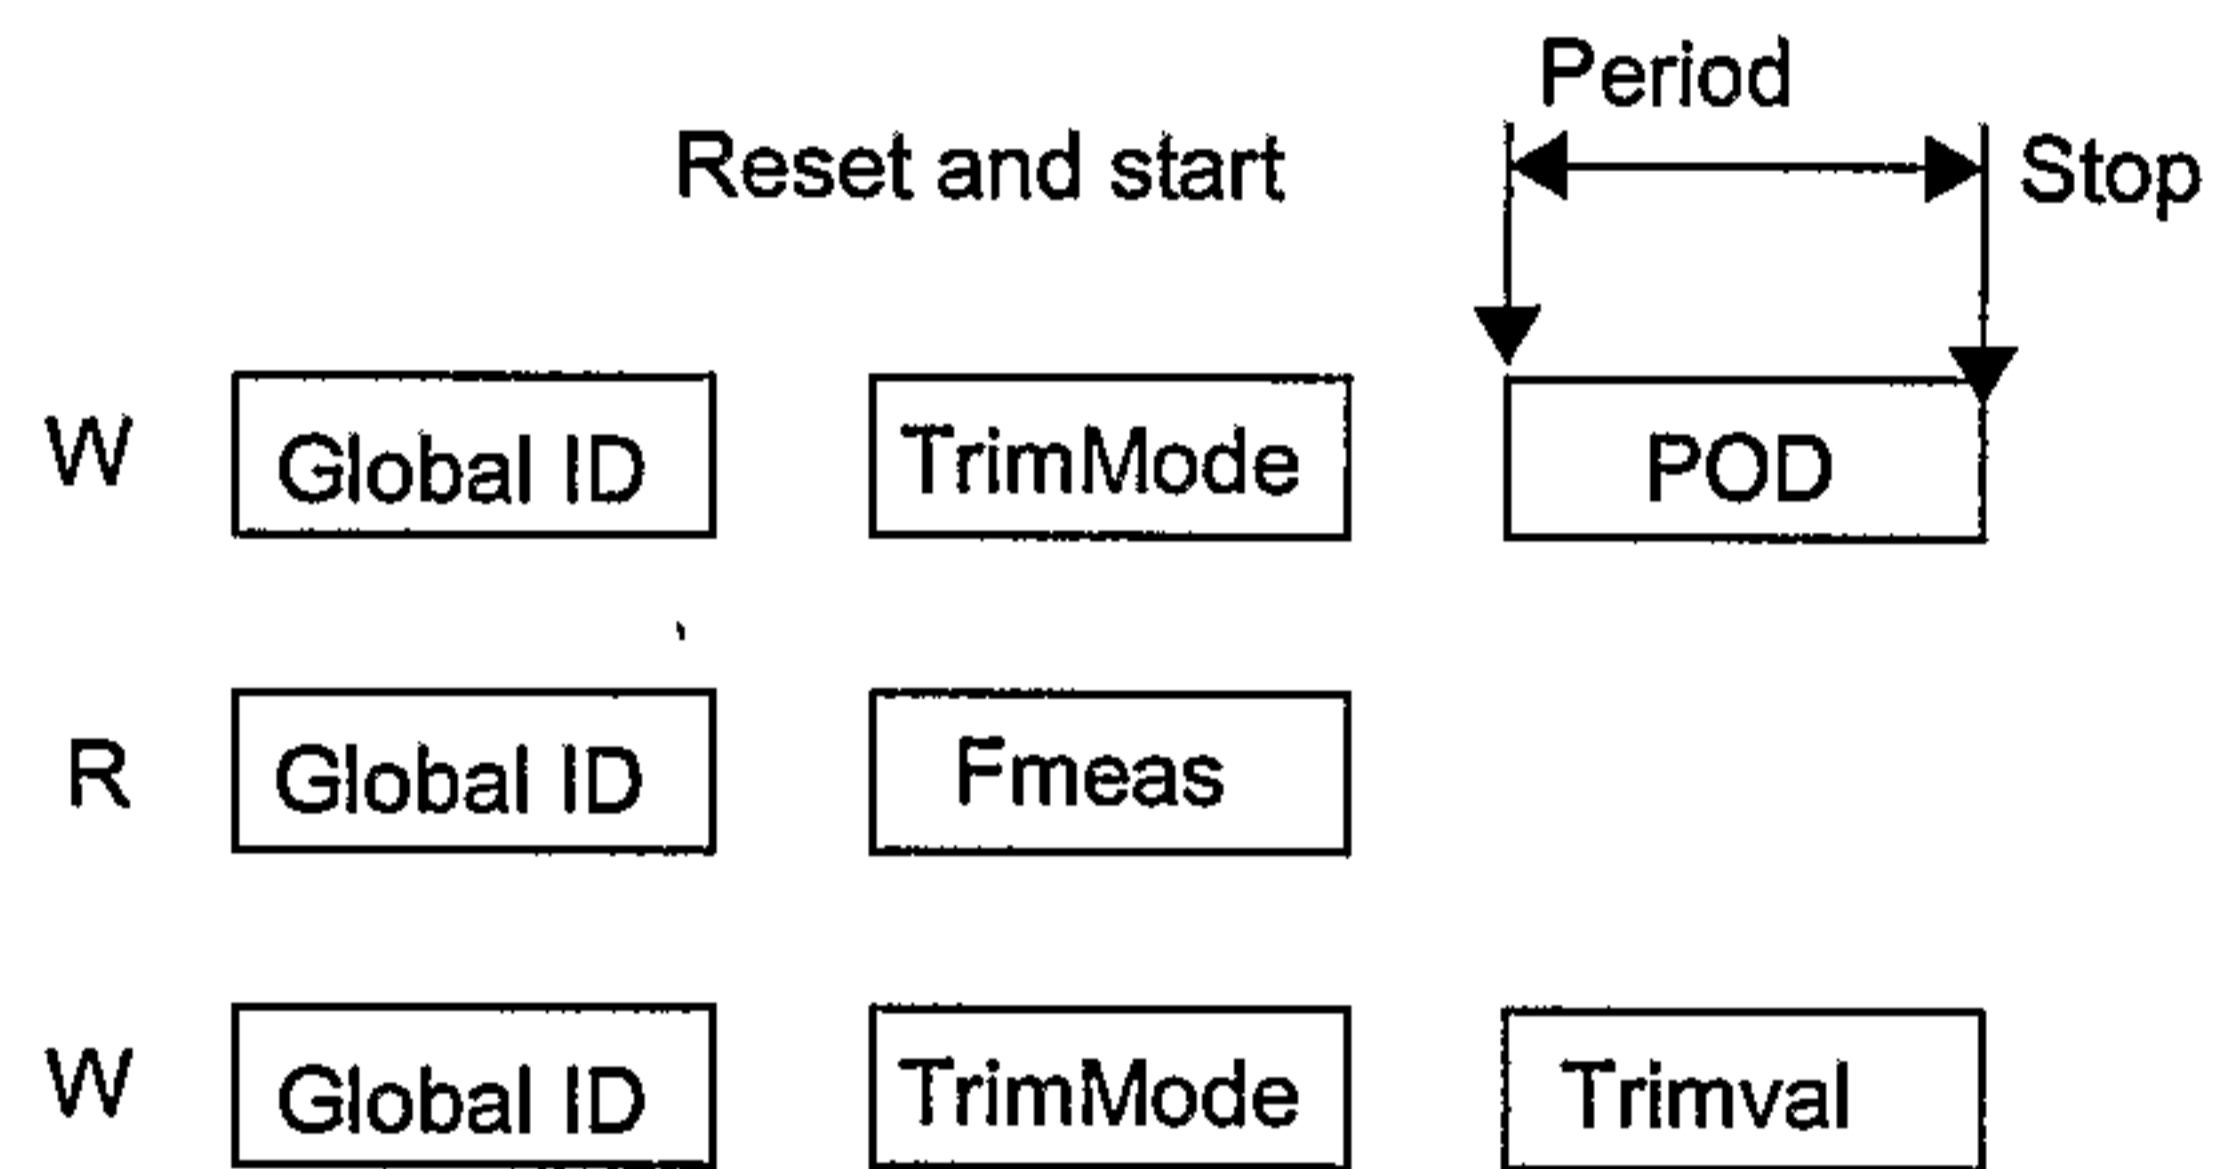 Period
Reset and start Stop
W Global ID TrimMode POD
R Global ID Fmeas
W Global ID TrimMode Trimval